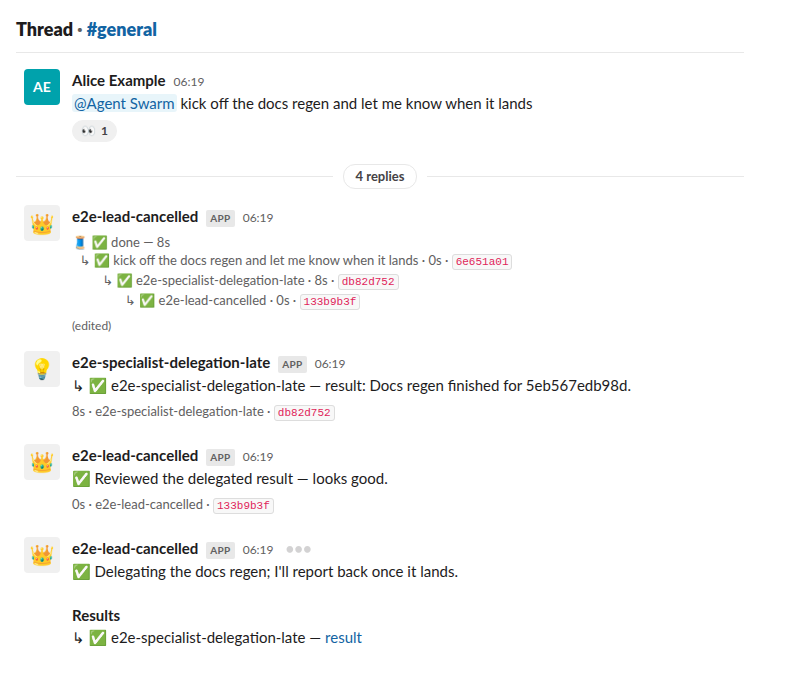 Thread • #general
AE
Alice Example 06:19
@Agent Swarm kick off the docs regen and let me know when it lands
👀 1
4 replies
e2e-lead-cancelled APP 06:19
🧵 ✅ done — 8s
↳ ✅ kick off the docs regen and let me know when it lands · 0s · 6e651a01
↳ ✅ e2e-specialist-delegation-late · 8s · db82d752
↳ ✅ e2e-lead-cancelled · 0s · 133b9b3f
(edited)
e2e-specialist-delegation-late APP 06:19
↳ ✅ e2e-specialist-delegation-late — result: Docs regen finished for 5eb567edb98d.
8s · e2e-specialist-delegation-late · db82d752
e2e-lead-cancelled APP 06:19
✅ Reviewed the delegated result — looks good.
0s · e2e-lead-cancelled · 133b9b3f
e2e-lead-cancelled APP 06:19
✅ Delegating the docs regen; I'll report back once it lands.
Results
↳ ✅ e2e-specialist-delegation-late — result